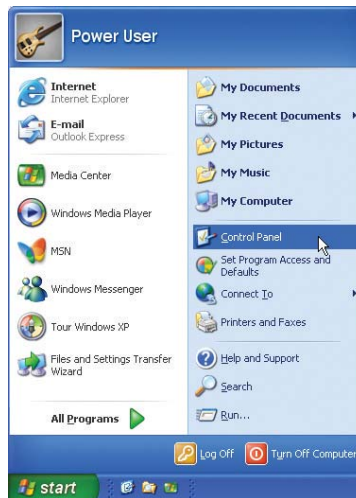 Power User
Internet
Internet Explorer
E-mail
Outlook Express
Media Center
Windows Media Player
MSN
Windows Messenger
Tour Windows XP
Files and Settings Transfer
Wizard
All Programs
My Documents
My Recent Documents
My Pictures
My Music
My Computer
Control Panel
Set Program Access and
Defaults
Connect To
Printers and Faxes
Help and Support
Search
Run...
Log Off
Turn Off Computer
start